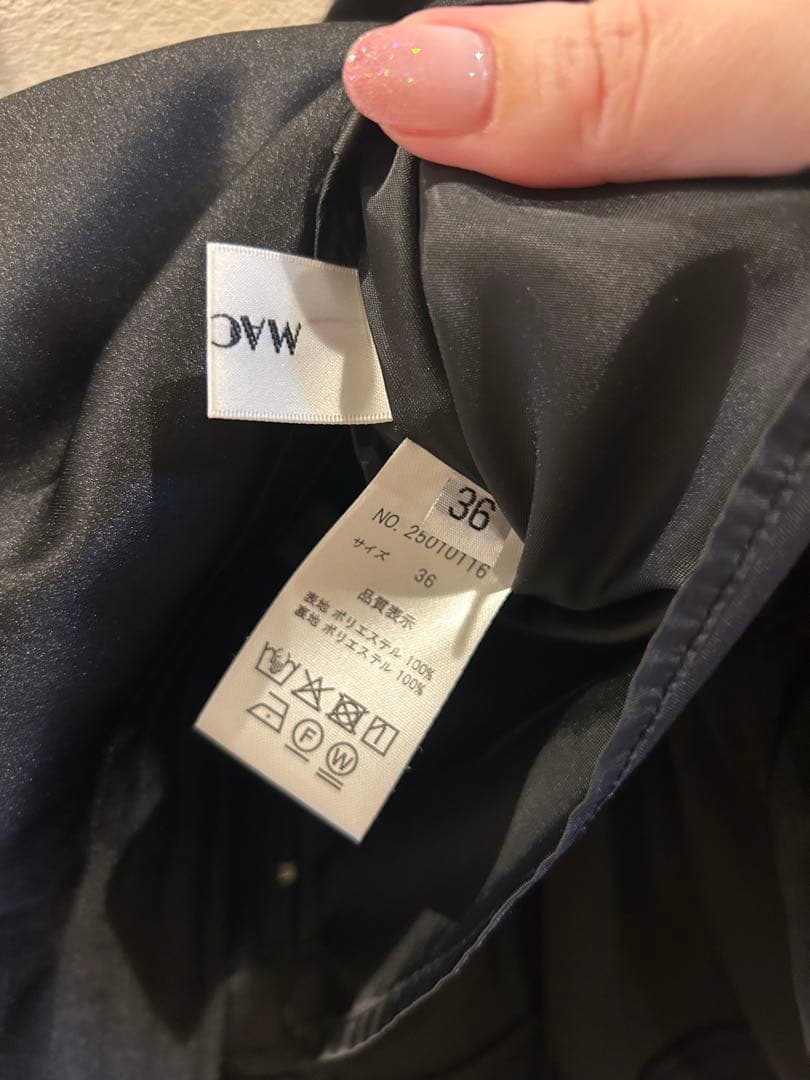 MAC
36
NO. 25010116
サイズ 36
品質表示
表地 ポリエステル 100%
裏地 ポリエステル 100%
F W